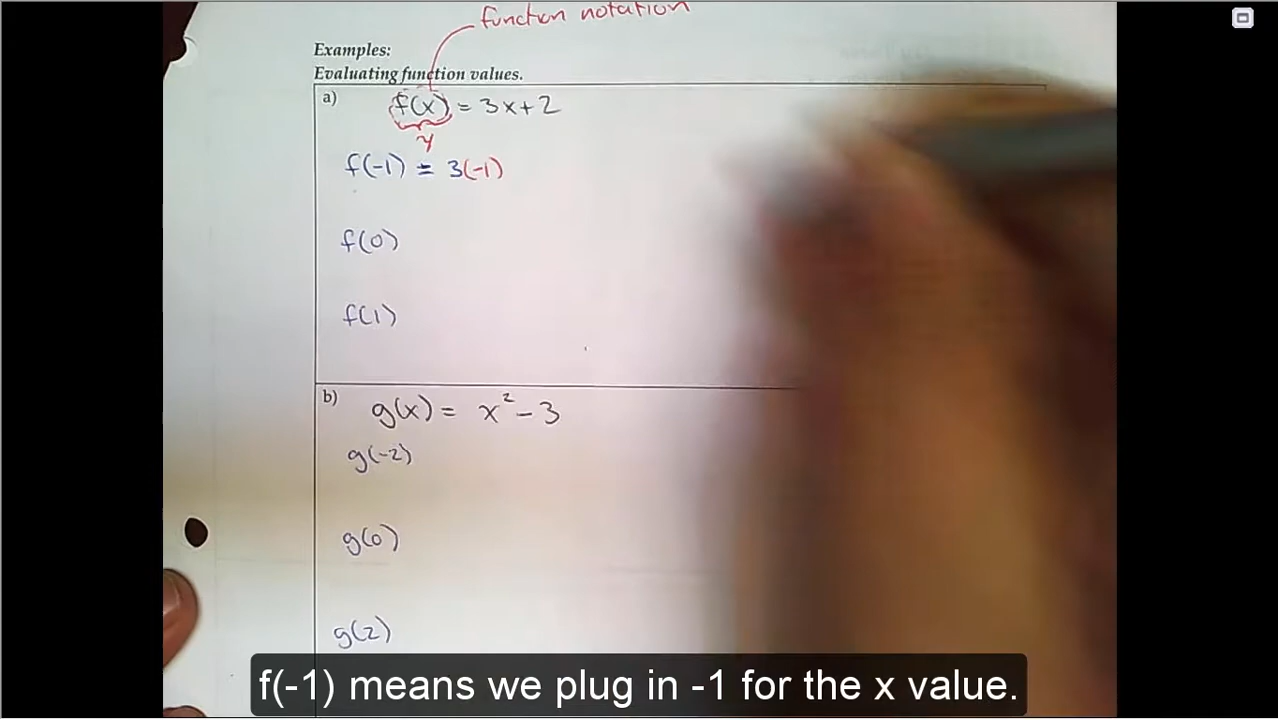 function notation
Examples:
Evaluating function values.
a) f(x) = 3x+2
y
f(-1) = 3(-1)
f(0)
f(1)
b) g(x) = x² - 3
g(-2)
g(0)
g(2)
f(-1) means we plug in -1 for the x value.